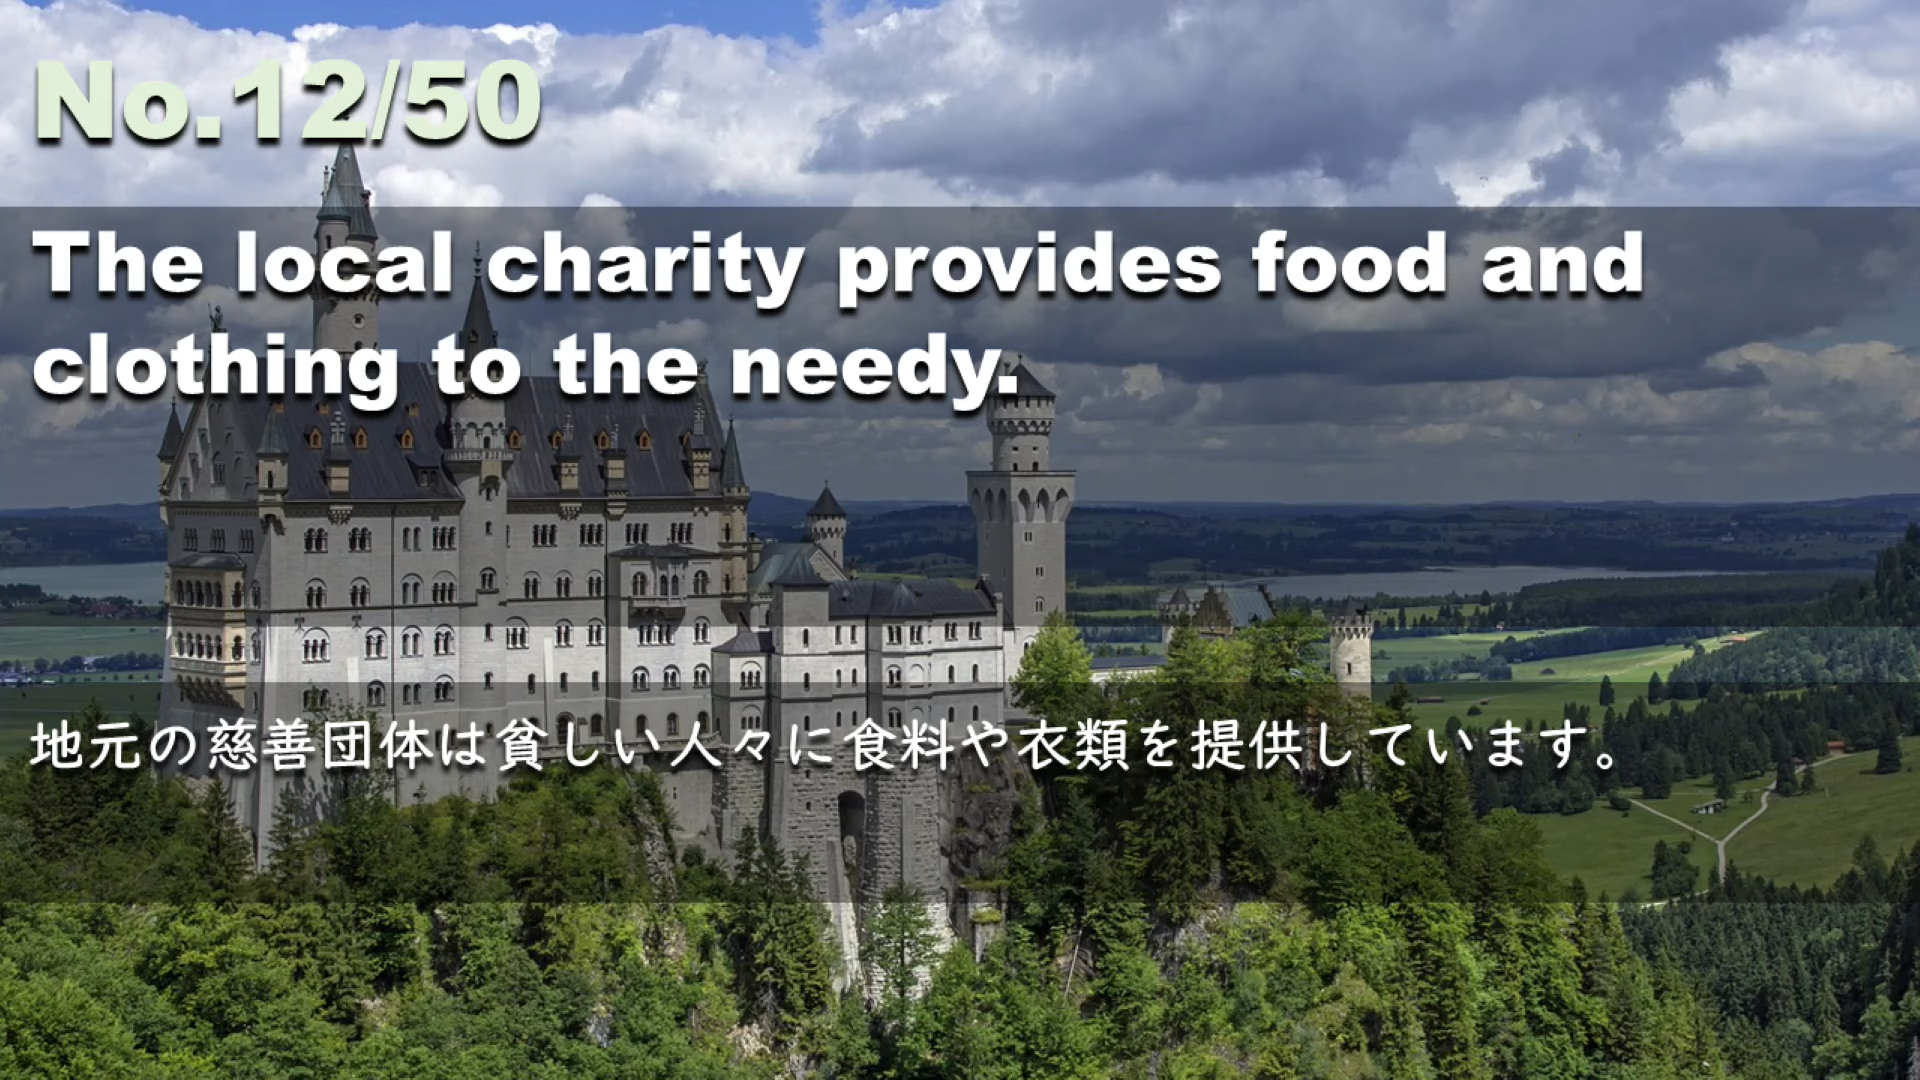 No.12/50
The local charity provides food and
clothing to the needy.
地元の慈善団体は貧しい人々に食料や衣類を提供しています。